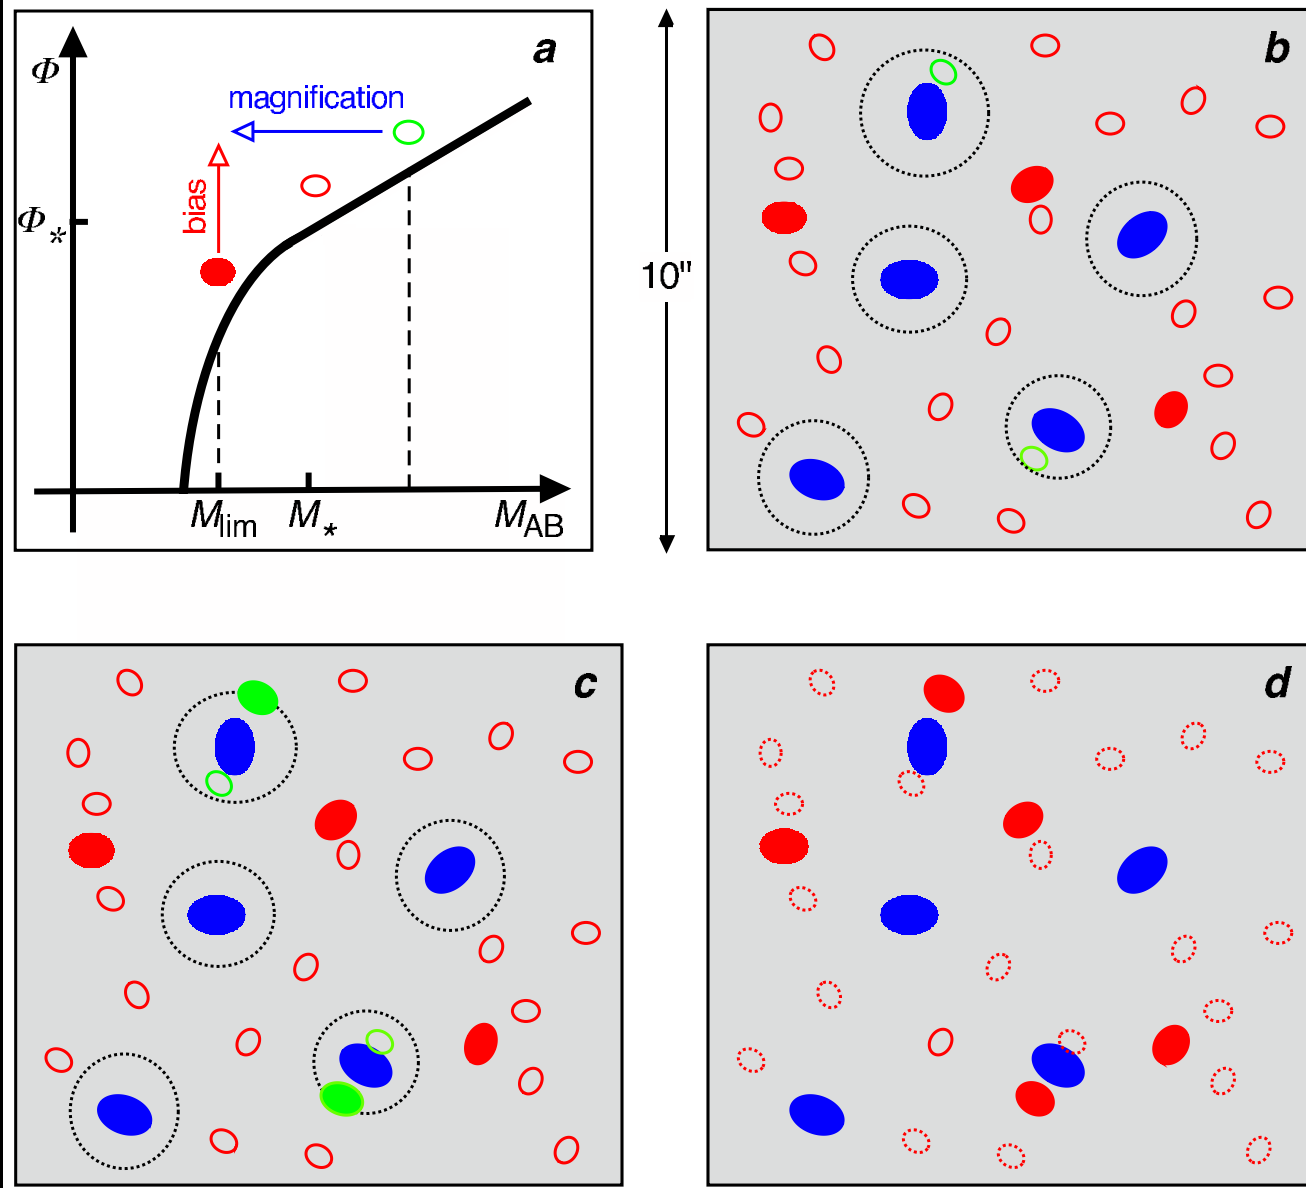 a
Φ
magnification
bias
Φ*
Mlim
M*
MAB
10"
b
c
d